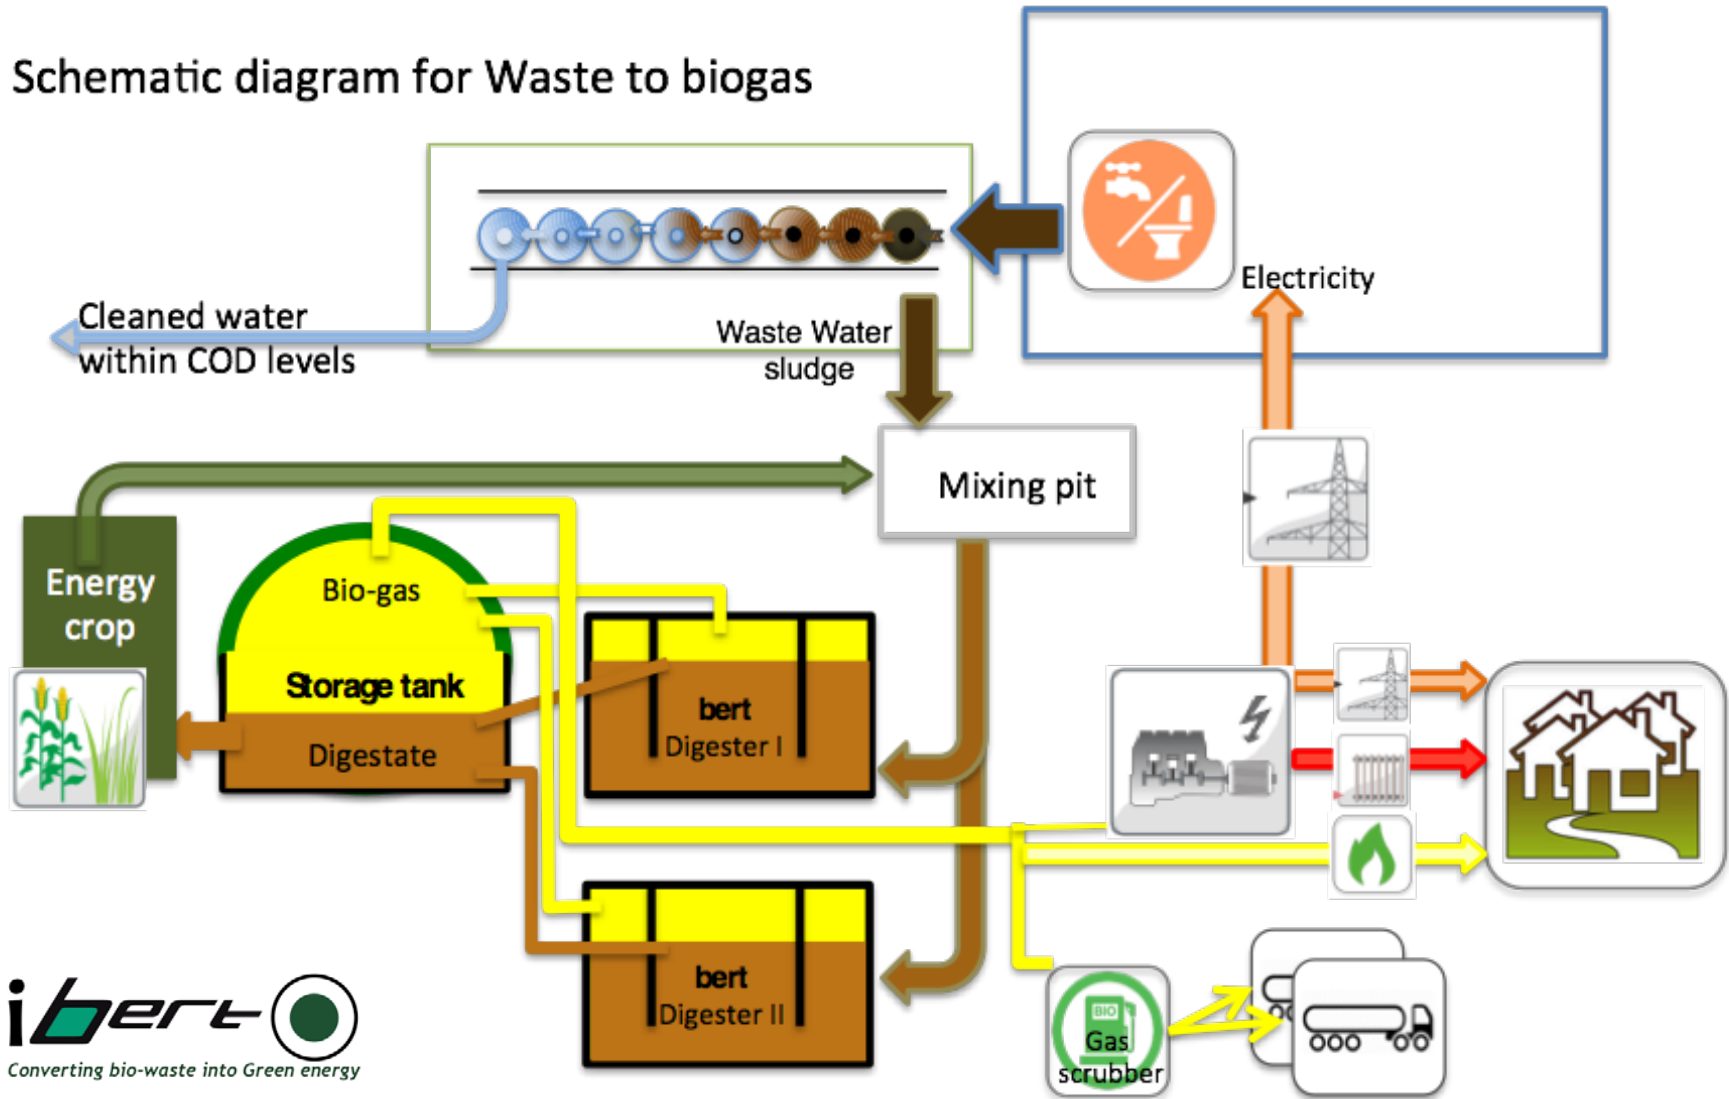 Schematic diagram for Waste to biogas
Electricity
Cleaned water
within COD levels
Waste Water
sludge
Mixing pit
Energy
crop
Bio-gas
Storage tank
Digestate
bert
Digester I
bert
Digester II
BIO
Gas
scrubber
ibert
Converting bio-waste into Green energy